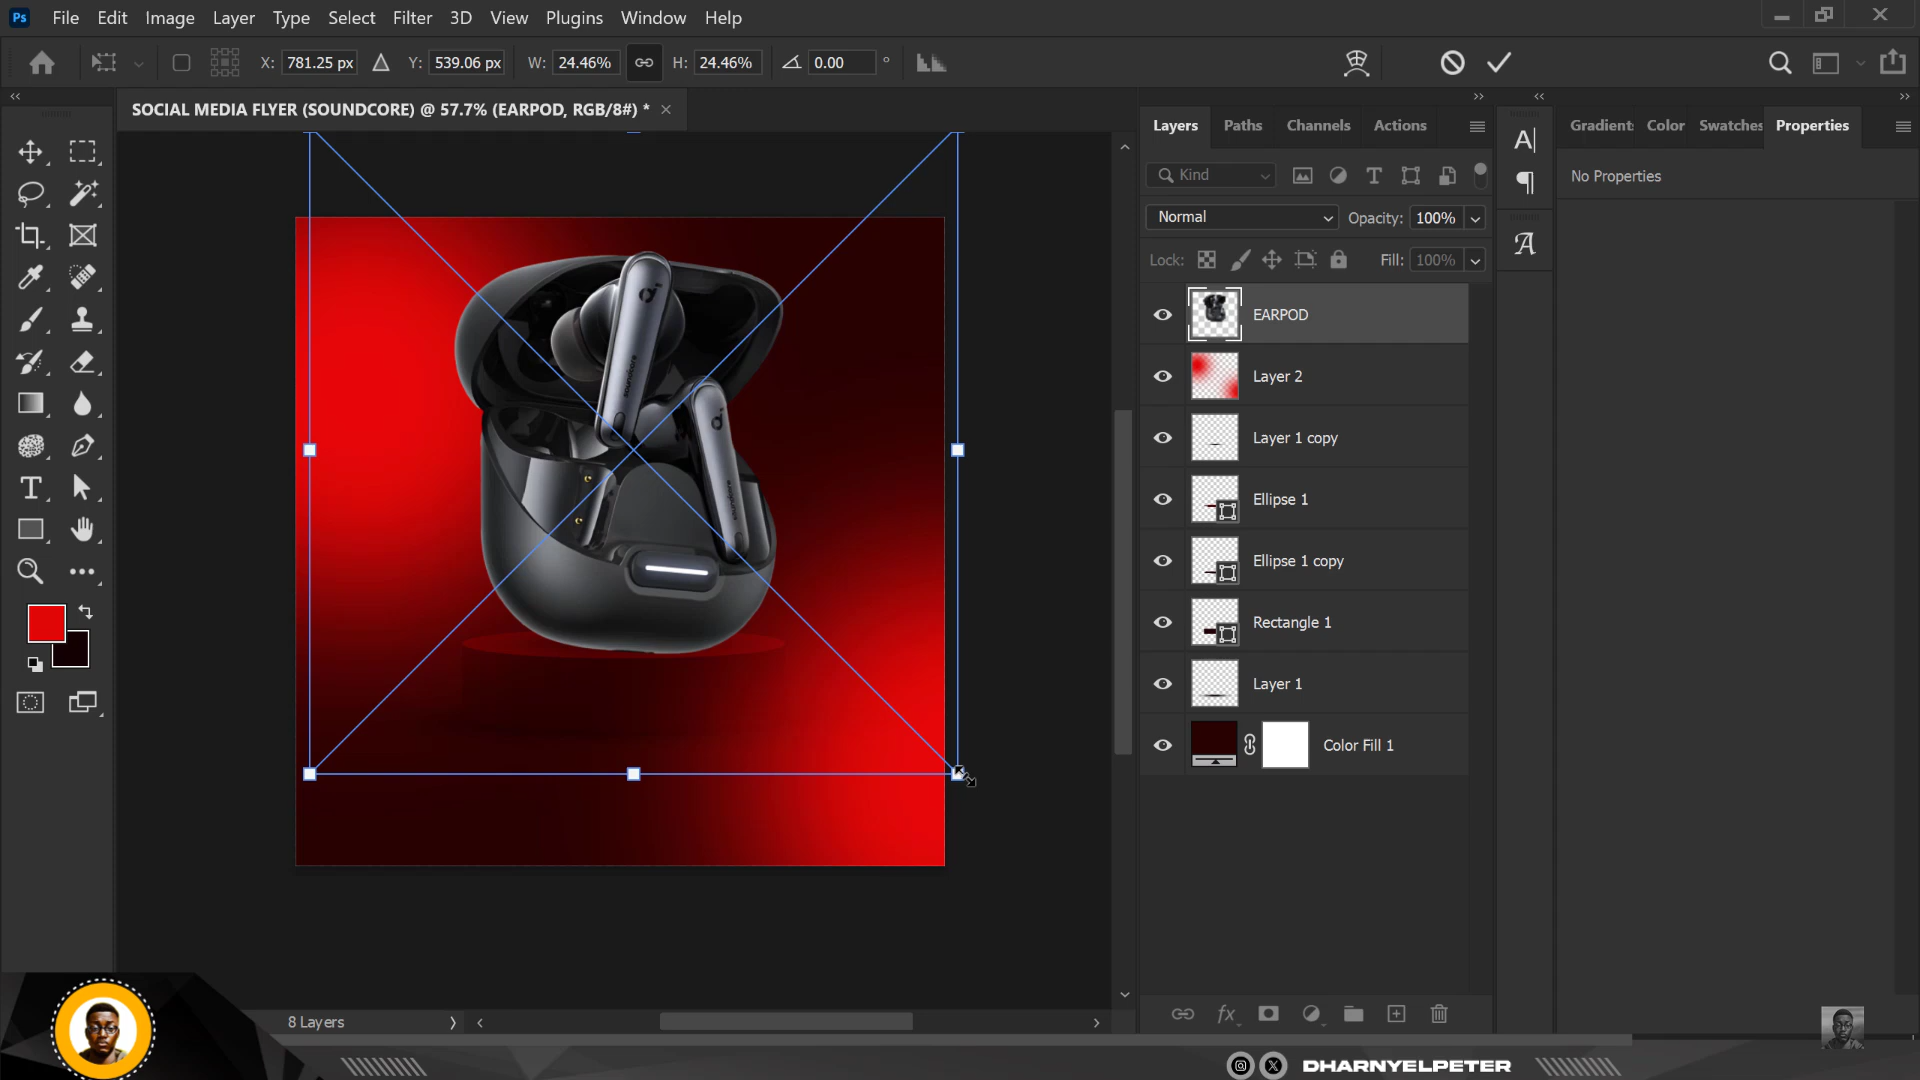 Ps File Edit Image Layer Type Select Filter 3D View Plugins Window Help
X: 781.25 px Y: 539.06 px W: 24.46% H: 24.46% 0.00 °
SOCIAL MEDIA FLYER (SOUNDCORE) @ 57.7% (EARPOD, RGB/8#) * ×
Layers Paths Channels Actions
Gradient Color Swatches Properties
Kind
No Properties
Normal Opacity: 100%
Lock: Fill: 100%
EARPOD
Layer 2
Layer 1 copy
Ellipse 1
Ellipse 1 copy
Rectangle 1
Layer 1
Color Fill 1
soundcore
soundcore
8 Layers
fx
DHARNYELPETER